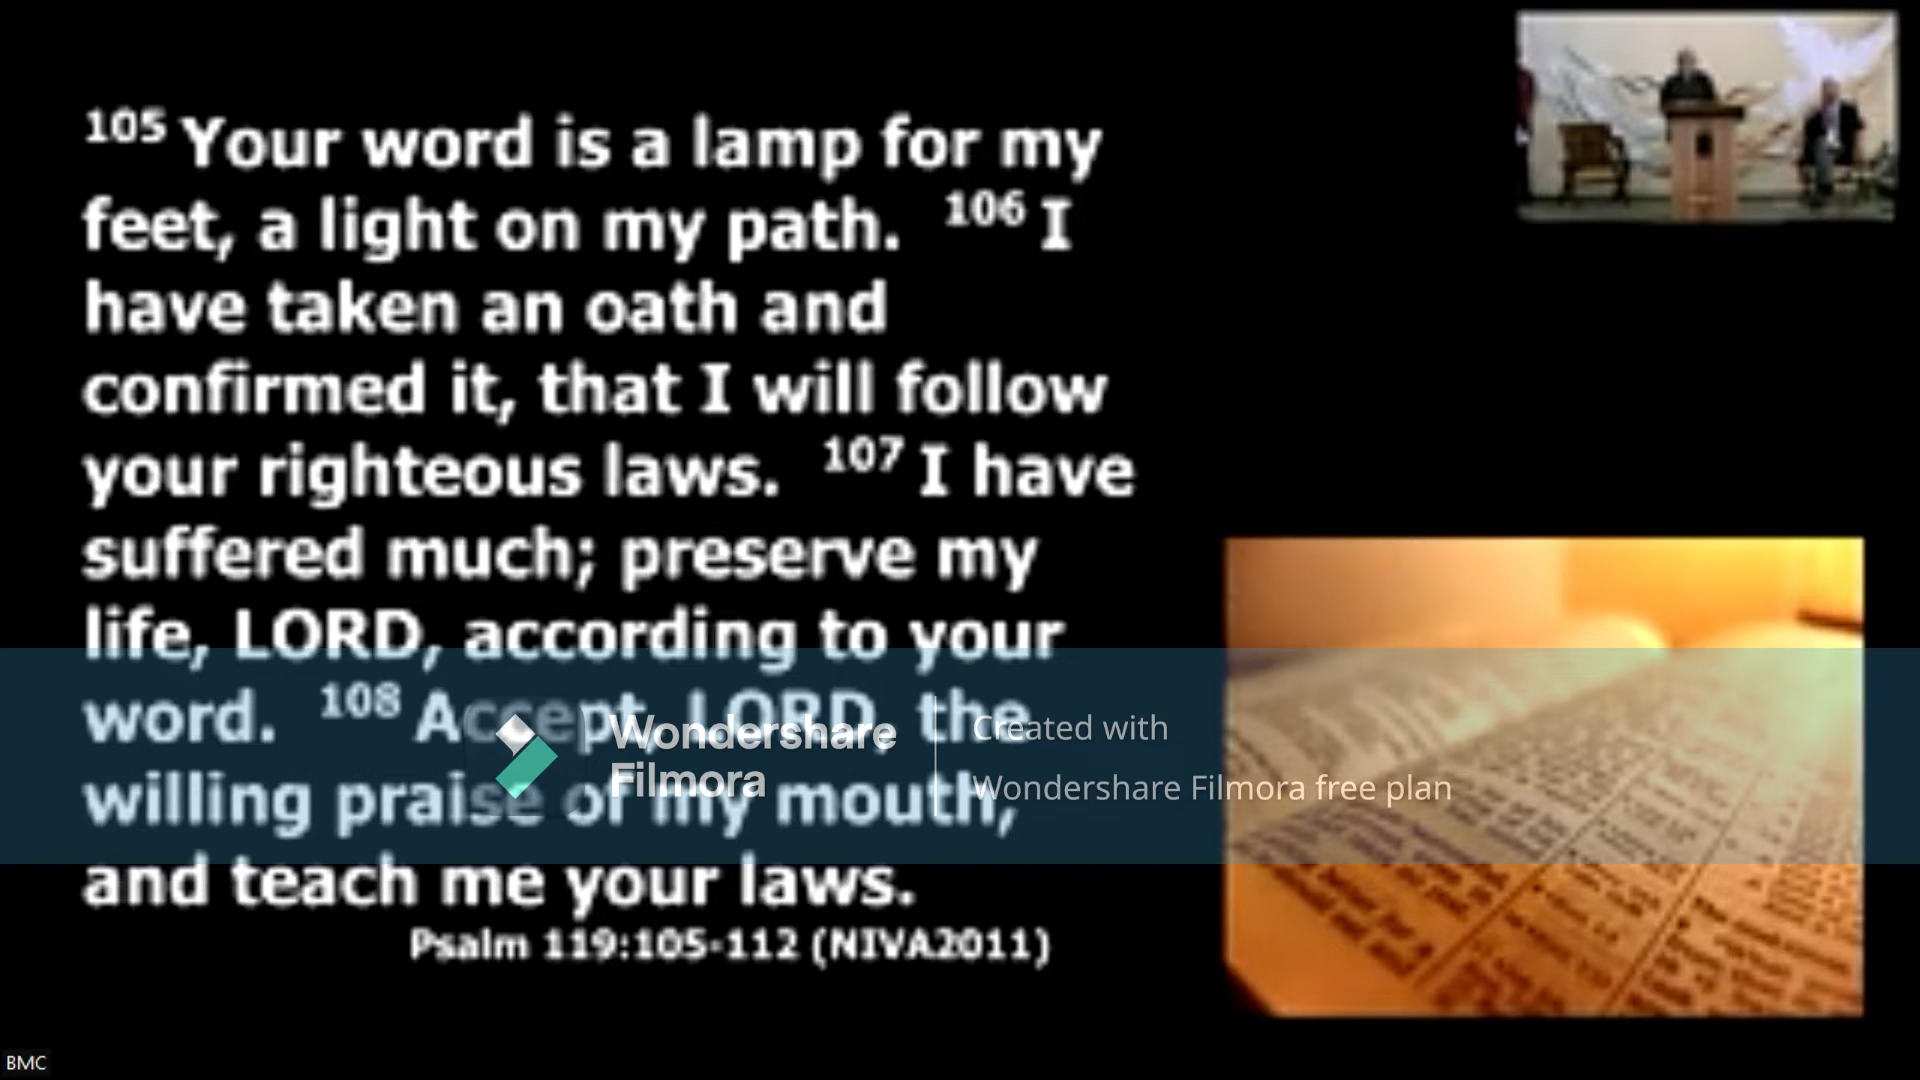 105 Your word is a lamp for my
feet, a light on my path. 106 I
have taken an oath and
confirmed it, that I will follow
your righteous laws. 107 I have
suffered much; preserve my
life, LORD, according to your
word. 108 Accept, LORD, the
willing praise of my mouth,
and teach me your laws.
Psalm 119:105-112 (NIVA2011)
Wondershare
Filmora
Created with
Wondershare Filmora free plan
BMC